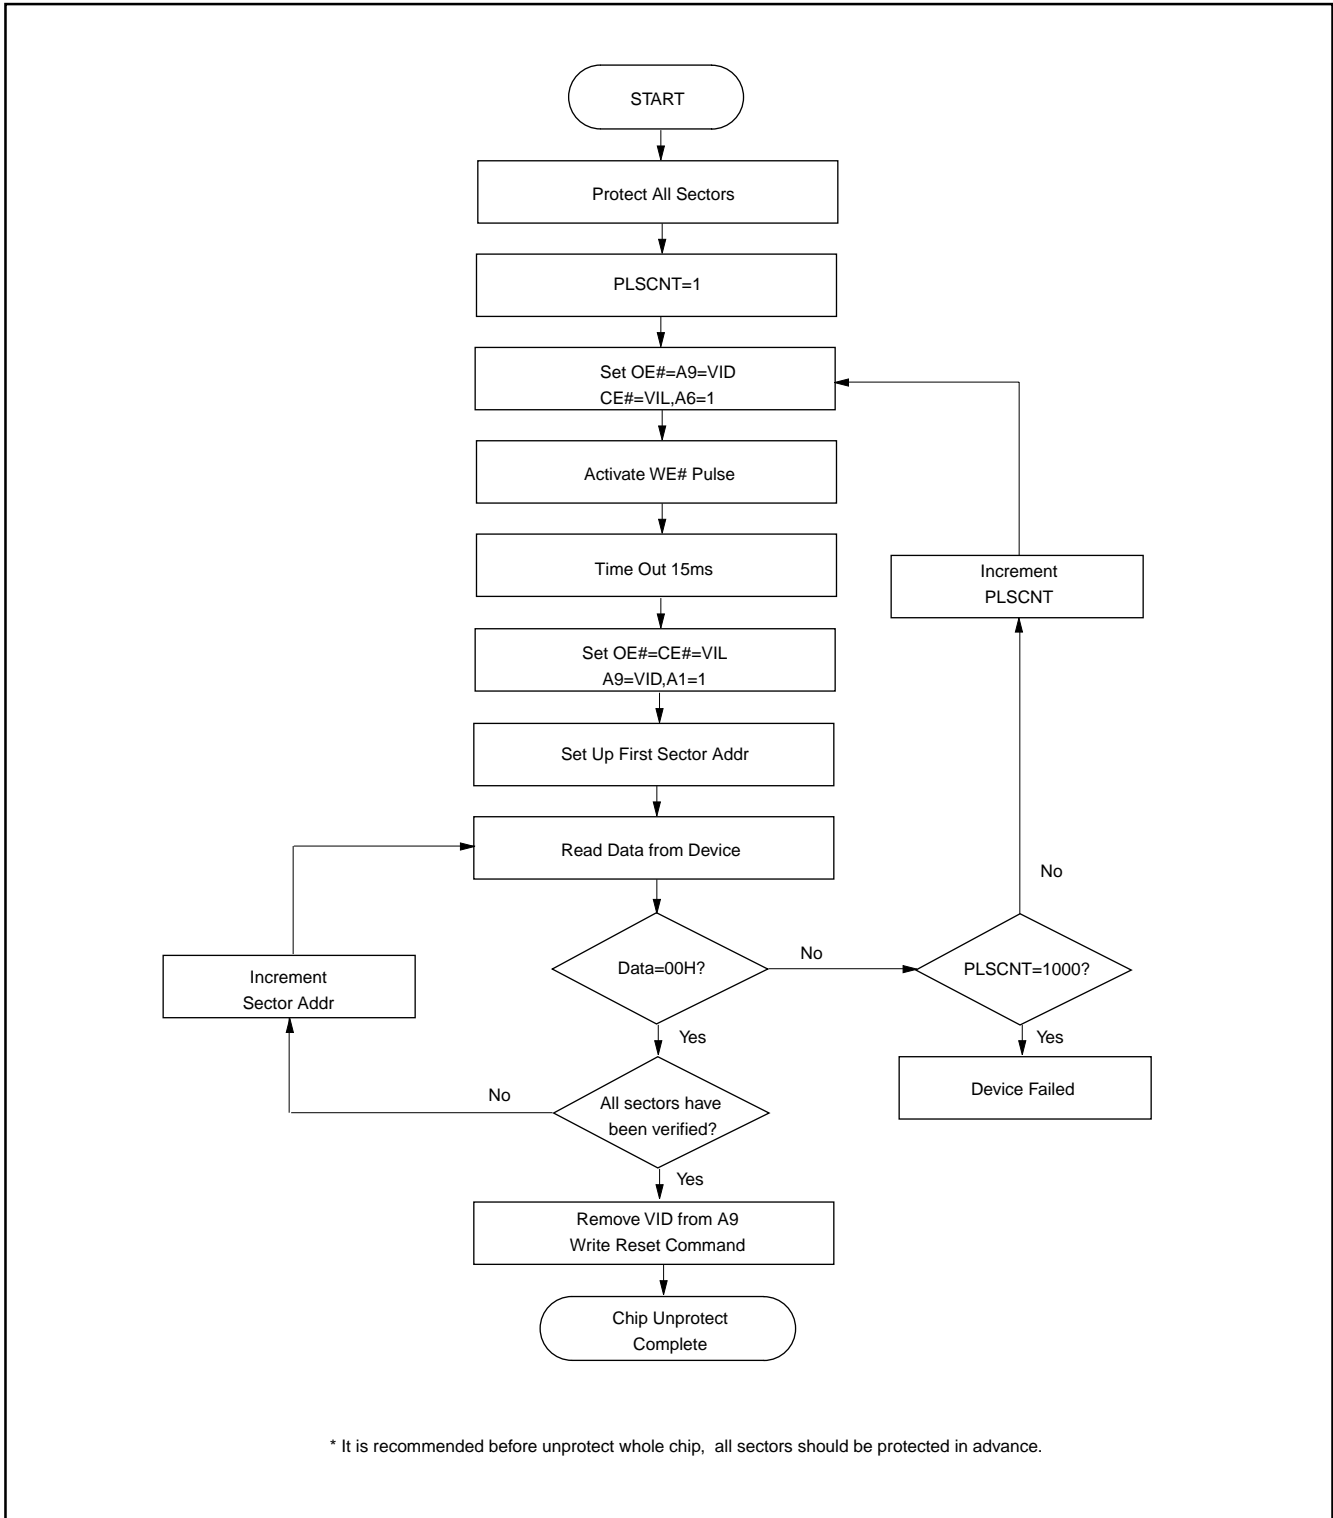 START
Protect All Sectors
PLSCNT=1
Set OE#=A9=VID
CE#=VIL,A6=1
Activate WE# Pulse
Time Out 15ms
Increment
PLSCNT
Set OE#=CE#=VIL
A9=VID,A1=1
Set Up First Sector Addr
Read Data from Device
No
Data=00H?
No
PLSCNT=1000?
Increment
Sector Addr
Yes
Yes
Device Failed
No
All sectors have
been verified?
Yes
Remove VID from A9
Write Reset Command
Chip Unprotect
Complete
* It is recommended before unprotect whole chip, all sectors should be protected in advance.